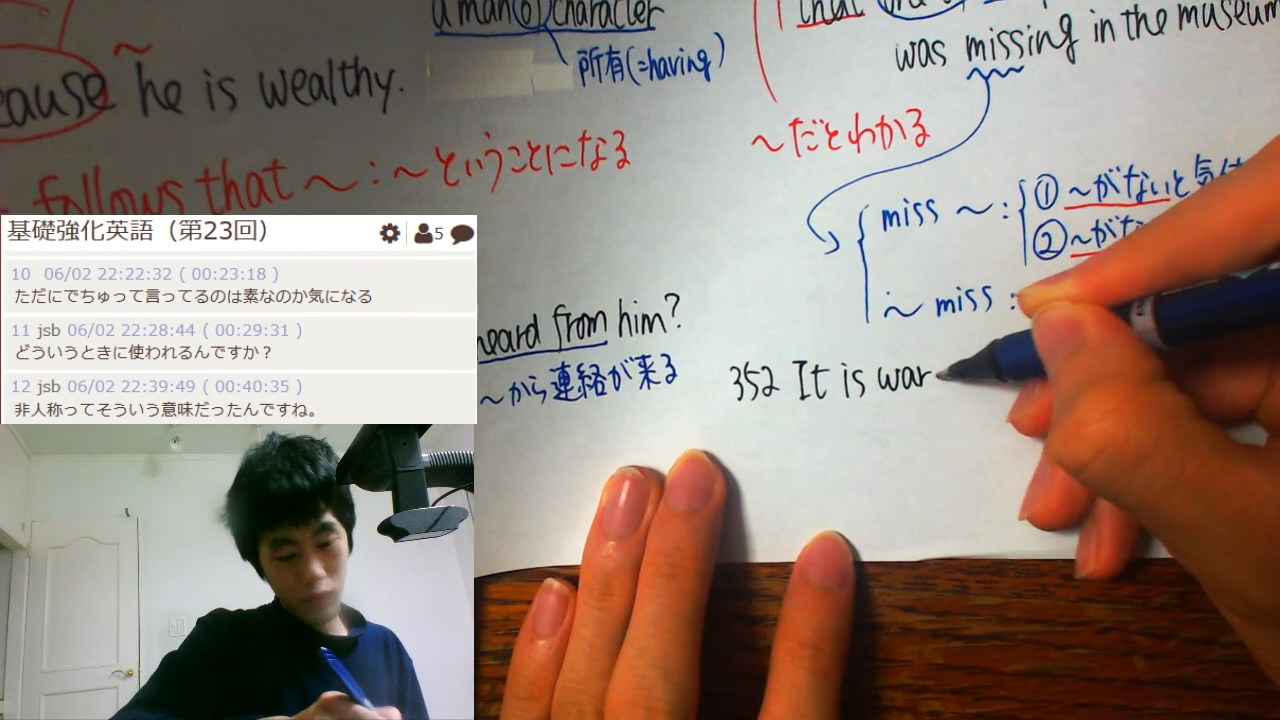 a man of character
所有(=having)
that
was missing in the museum
cause he is wealthy.
~だとわかる
follows that ~:~ということになる
miss ~:
①~がないと気付
②~がな
~ miss :
heard from him?
~から連絡が来る
352 It is war
基礎強化英語(第23回)
5
10 06/02 22:22:32 ( 00:23:18 )
ただにでちゅって言ってるのは素なのか気になる
11 jsb 06/02 22:28:44 ( 00:29:31 )
どういうときに使われるんですか?
12 jsb 06/02 22:39:49 ( 00:40:35 )
非人称ってそういう意味だったんですね。